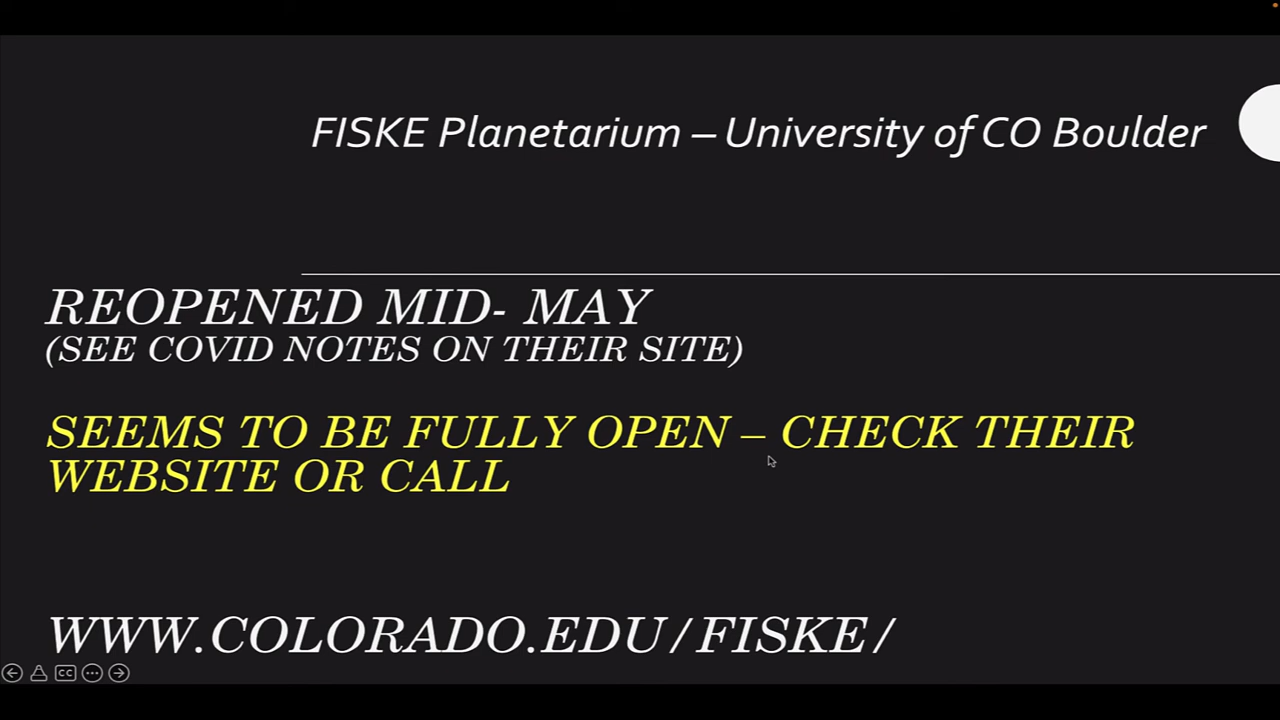 FISKE Planetarium – University of CO Boulder
REOPENED MID- MAY
(SEE COVID NOTES ON THEIR SITE)
SEEMS TO BE FULLY OPEN – CHECK THEIR
WEBSITE OR CALL
WWW.COLORADO.EDU/FISKE/
CC